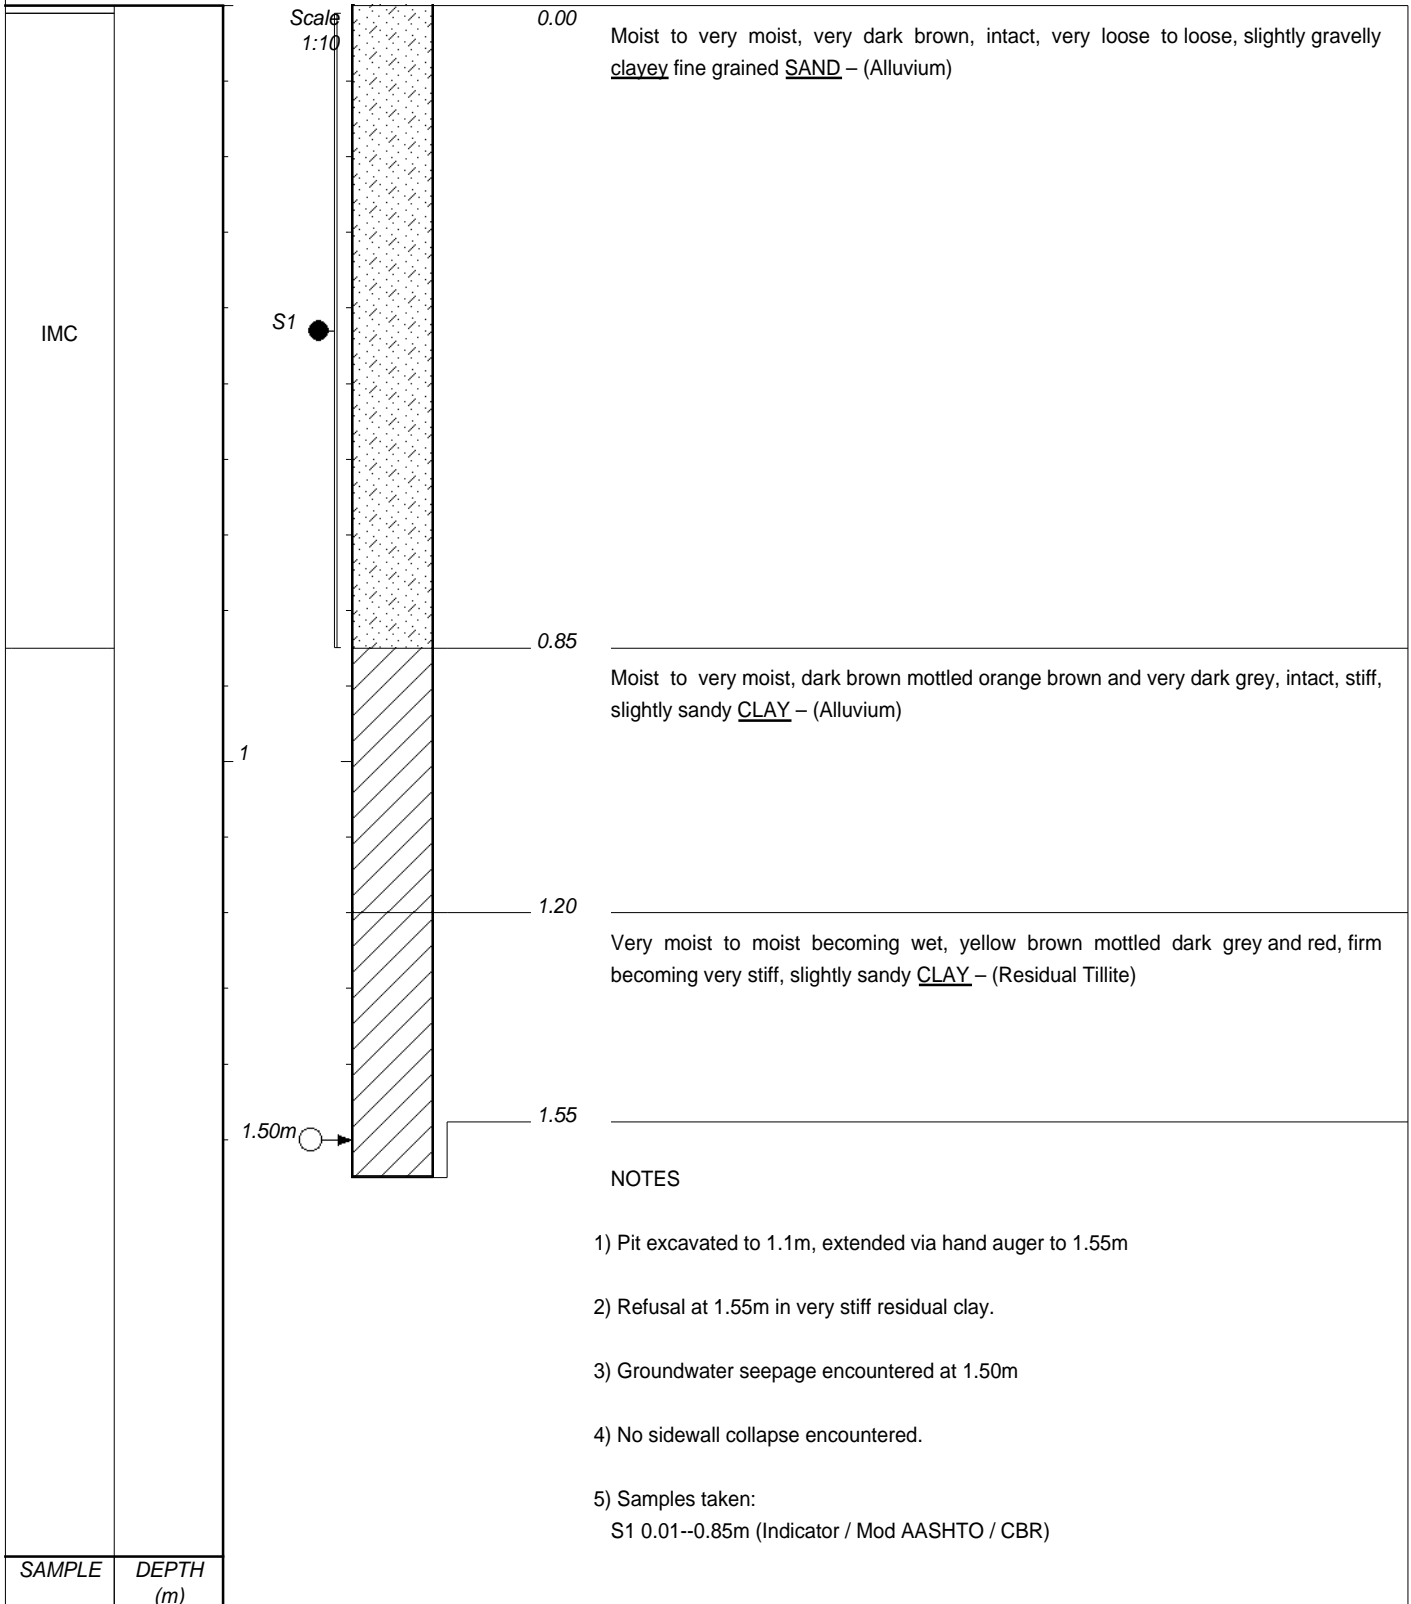 Scale
1:10
0.00
Moist to very moist, very dark brown, intact, very loose to loose, slightly gravelly
clayey fine grained SAND – (Alluvium)
S1
IMC
0.85
Moist to very moist, dark brown mottled orange brown and very dark grey, intact, stiff,
slightly sandy CLAY – (Alluvium)
1
1.20
Very moist to moist becoming wet, yellow brown mottled dark grey and red, firm
becoming very stiff, slightly sandy CLAY – (Residual Tillite)
1.55
1.50m
NOTES
1) Pit excavated to 1.1m, extended via hand auger to 1.55m
2) Refusal at 1.55m in very stiff residual clay.
3) Groundwater seepage encountered at 1.50m
4) No sidewall collapse encountered.
5) Samples taken:
S1 0.01--0.85m (Indicator / Mod AASHTO / CBR)
SAMPLE
DEPTH
(m)